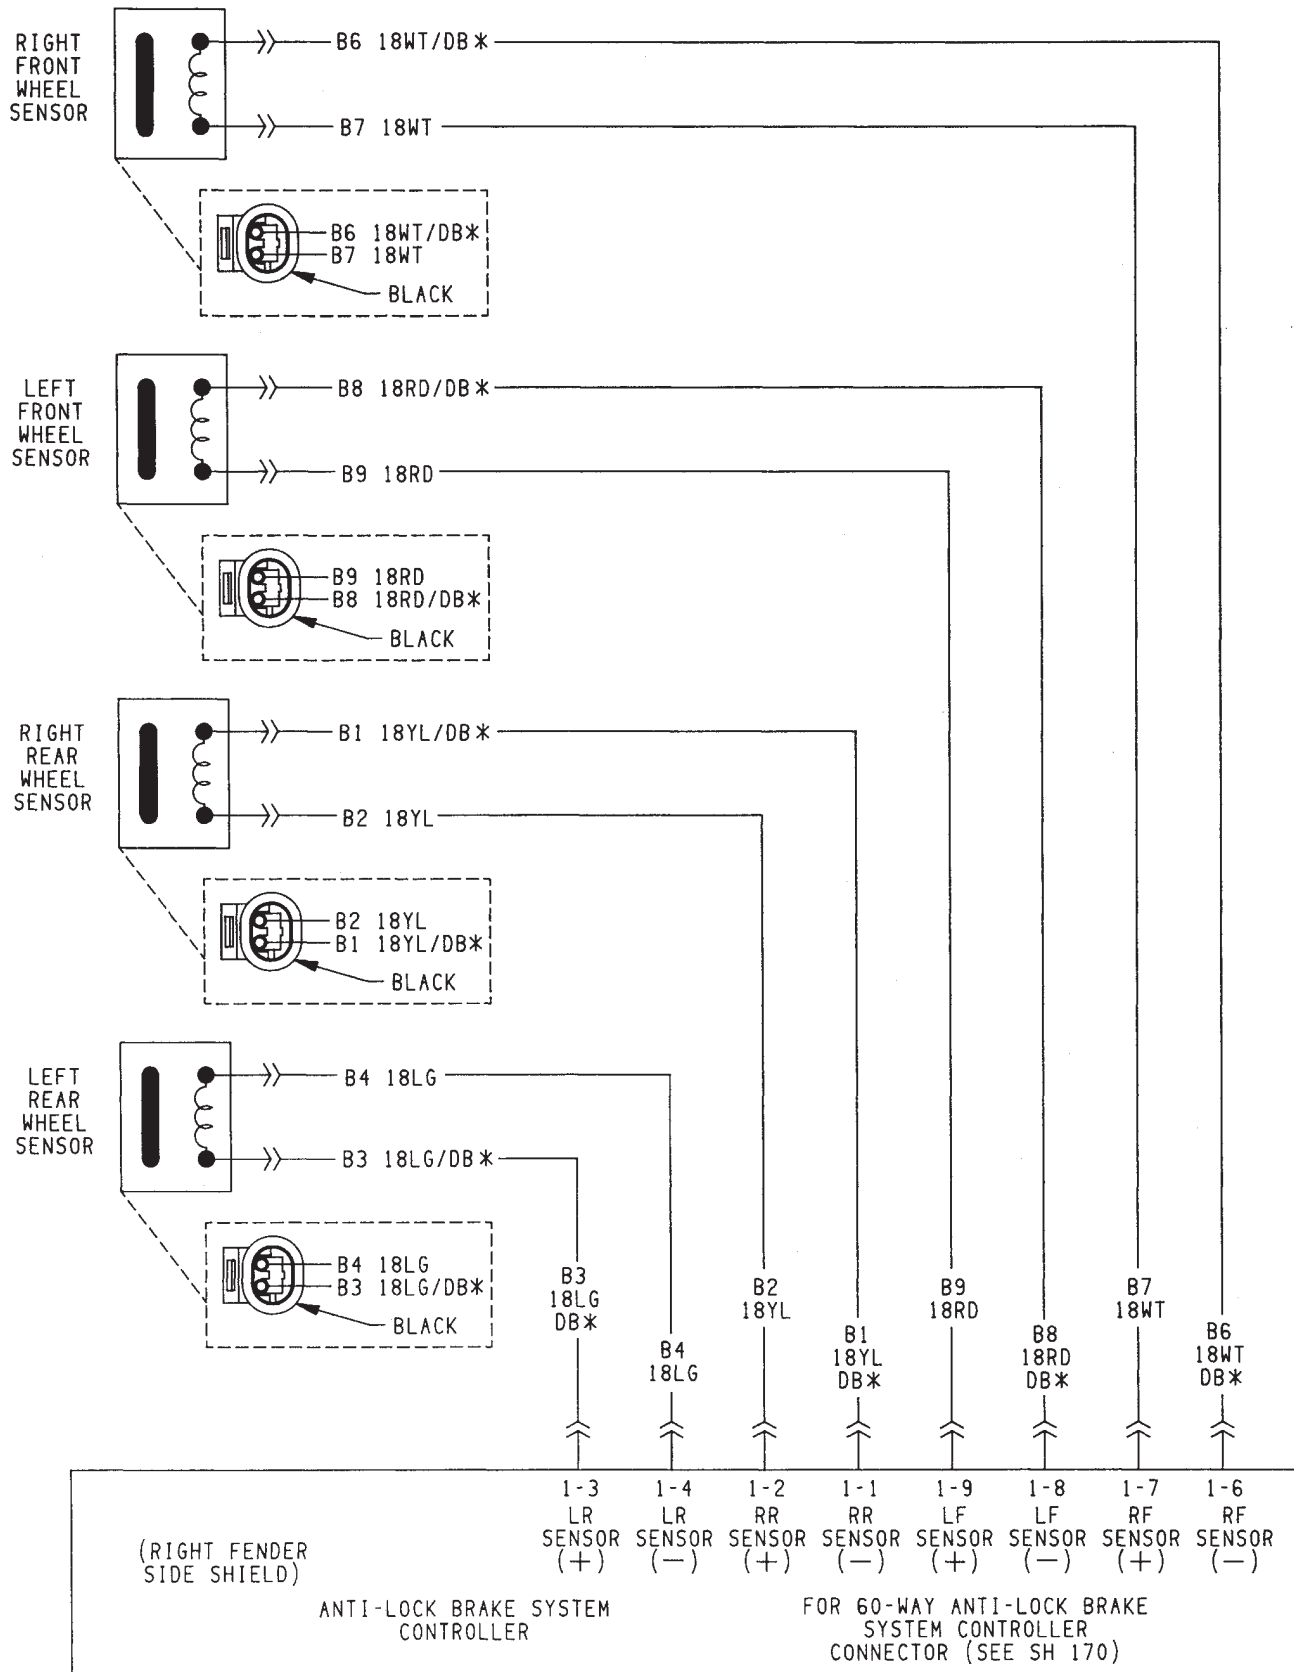 RIGHT
FRONT
WHEEL
SENSOR
B6 18WT/DB*
B7 18WT
B6 18WT/DB*
B7 18WT
BLACK
LEFT
FRONT
WHEEL
SENSOR
B8 18RD/DB*
B9 18RD
B9 18RD
B8 18RD/DB*
BLACK
RIGHT
REAR
WHEEL
SENSOR
B1 18YL/DB*
B2 18YL
B2 18YL
B1 18YL/DB*
BLACK
LEFT
REAR
WHEEL
SENSOR
B4 18LG
B3 18LG/DB*
B4 18LG
B3 18LG/DB*
BLACK
B3
18LG
DB*
B4
18LG
B2
18YL
B1
18YL
DB*
B9
18RD
B8
18RD
DB*
B7
18WT
B6
18WT
DB*
1-3
LR
SENSOR
(+)
1-4
LR
SENSOR
(-)
1-2
RR
SENSOR
(+)
1-1
RR
SENSOR
(-)
1-9
LF
SENSOR
(+)
1-8
LF
SENSOR
(-)
1-7
RF
SENSOR
(+)
1-6
RF
SENSOR
(-)
(RIGHT FENDER
SIDE SHIELD)
ANTI-LOCK BRAKE SYSTEM
CONTROLLER
FOR 60-WAY ANTI-LOCK BRAKE
SYSTEM CONTROLLER
CONNECTOR (SEE SH 170)